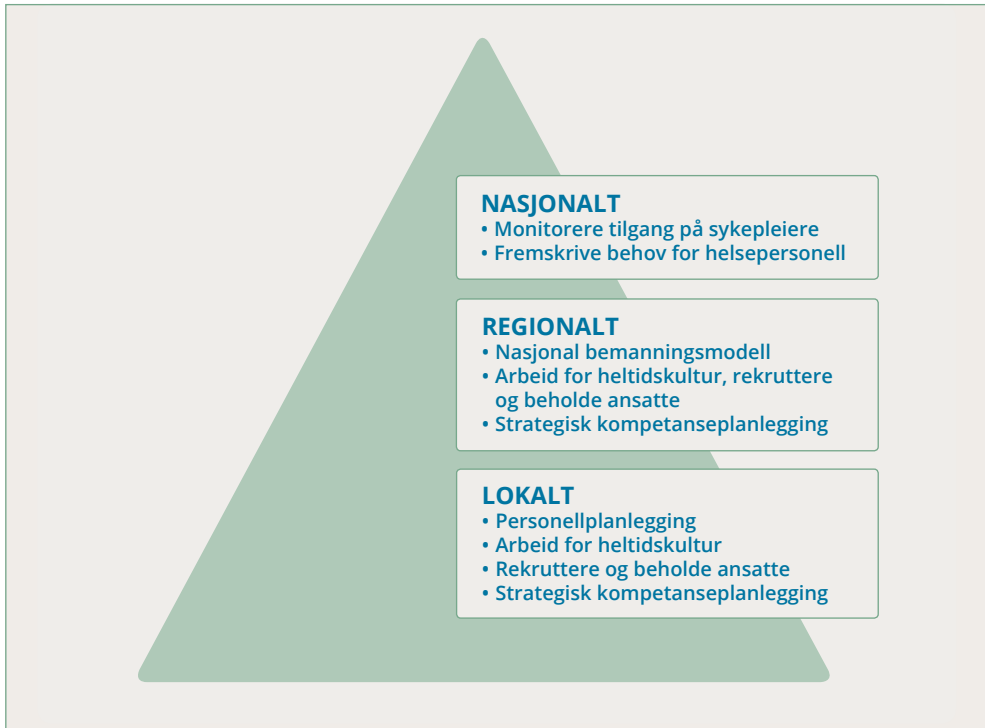 NASJONALT
• Monitorere tilgang på sykepleiere
• Fremskrive behov for helsepersonell
REGIONALT
• Nasjonal bemanningsmodell
• Arbeid for heltidskultur, rekruttere
og beholde ansatte
• Strategisk kompetanseplanlegging
LOKALT
• Personellplanlegging
• Arbeid for heltidskultur
• Rekruttere og beholde ansatte
• Strategisk kompetanseplanlegging